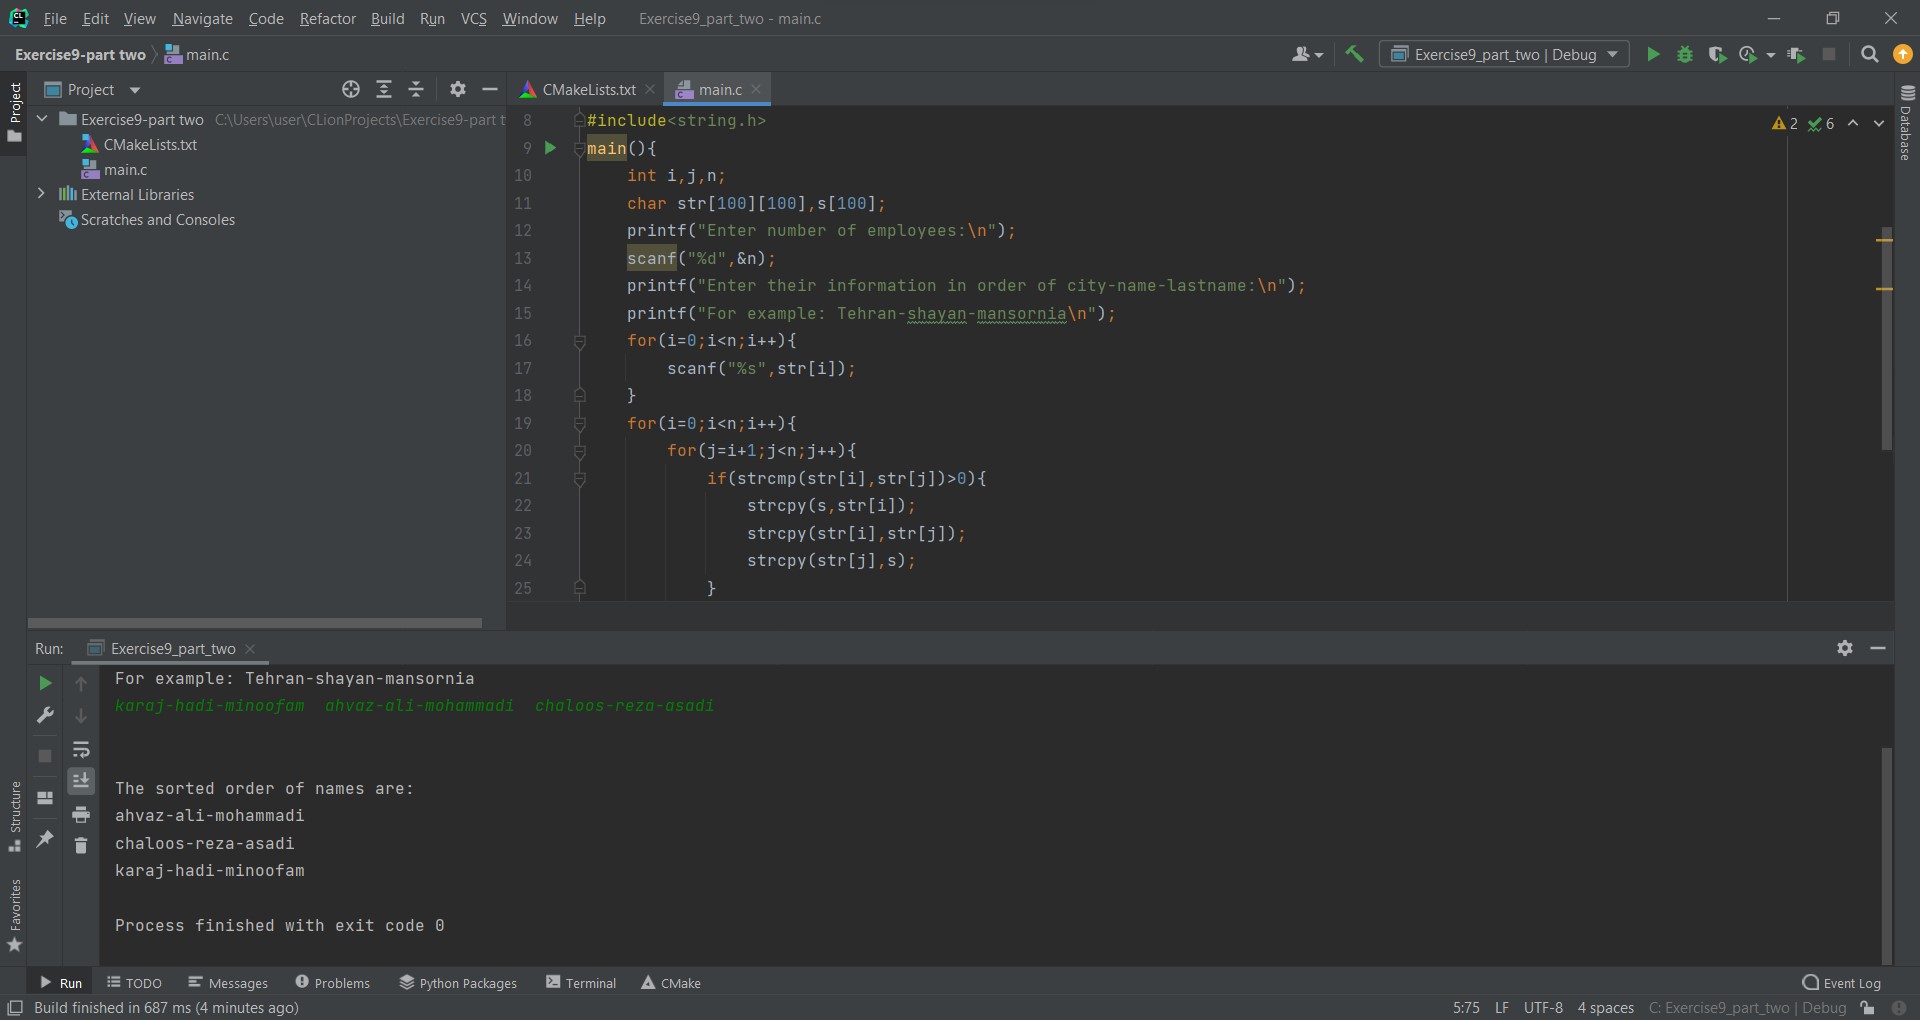 File Edit View Navigate Code Refactor Build Run VCS Window Help Exercise9_part_two - main.c
Exercise9-part two main.c
Exercise9_part_two | Debug
Project
Project
CMakeLists.txt
main.c
Database
Exercise9-part two C:\Users\user\CLionProjects\Exercise9-part t
CMakeLists.txt
main.c
External Libraries
Scratches and Consoles
2 6
8 #include<string.h>
9 main(){
10 int i,j,n;
11 char str[100][100],s[100];
12 printf("Enter number of employees:\n");
13 scanf("%d",&n);
14 printf("Enter their information in order of city-name-lastname:\n");
15 printf("For example: Tehran-shayan-mansornia\n");
16 for(i=0;i<n;i++){
17 scanf("%s",str[i]);
18 }
19 for(i=0;i<n;i++){
20 for(j=i+1;j<n;j++){
21 if(strcmp(str[i],str[j])>0){
22 strcpy(s,str[i]);
23 strcpy(str[i],str[j]);
24 strcpy(str[j],s);
25 }
Run: Exercise9_part_two
For example: Tehran-shayan-mansornia
karaj-hadi-minoofam ahvaz-ali-mohammadi chaloos-reza-asadi
The sorted order of names are:
ahvaz-ali-mohammadi
chaloos-reza-asadi
karaj-hadi-minoofam
Process finished with exit code 0
Structure
Favorites
Run TODO Messages Problems Python Packages Terminal CMake Event Log
Build finished in 687 ms (4 minutes ago) 5:75 LF UTF-8 4 spaces C: Exercise9_part_two | Debug